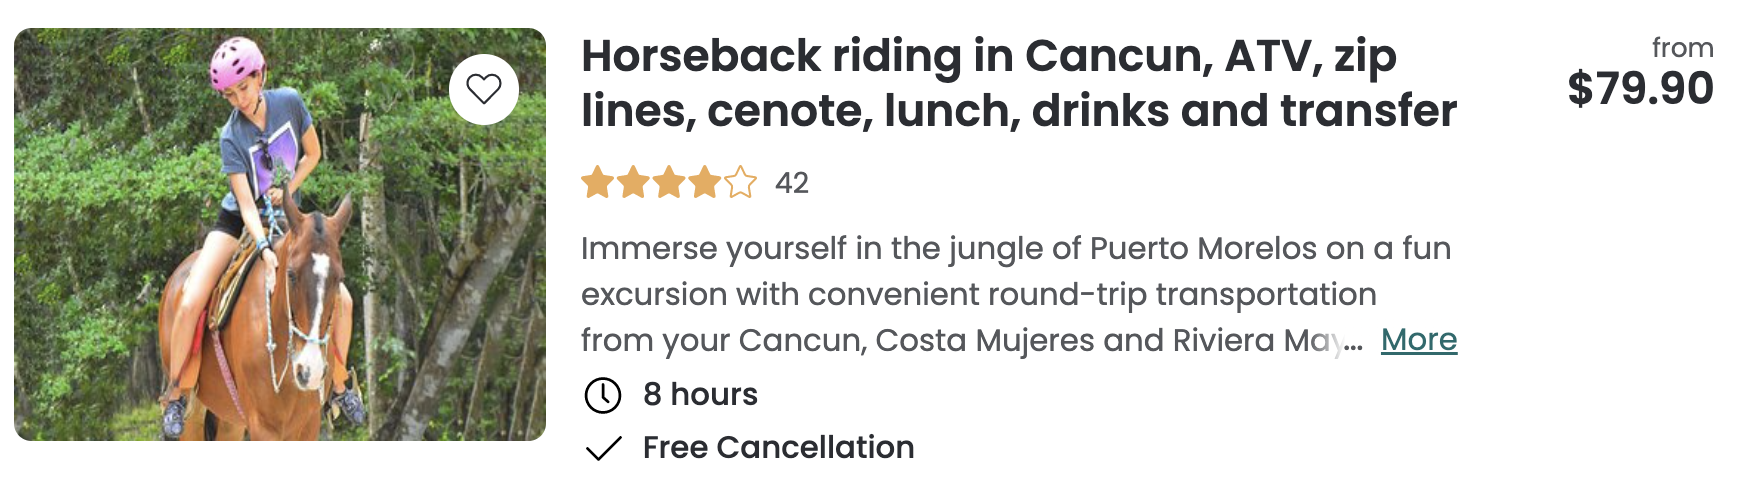 Horseback riding in Cancun, ATV, zip
lines, cenote, lunch, drinks and transfer
from
$79.90
42
Immerse yourself in the jungle of Puerto Morelos on a fun
excursion with convenient round-trip transportation
from your Cancun, Costa Mujeres and Riviera May... More
8 hours
Free Cancellation